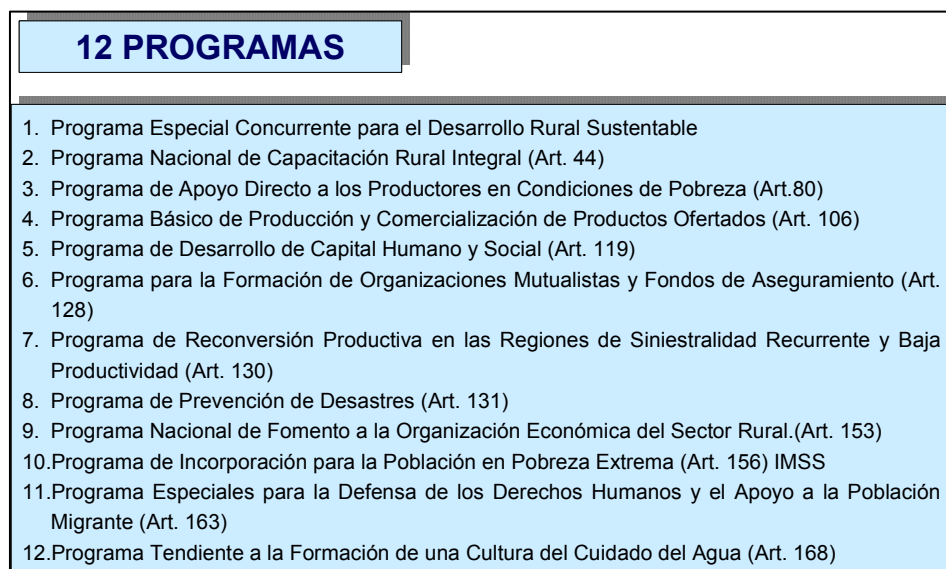 12 PROGRAMAS
1. Programa Especial Concurrente para el Desarrollo Rural Sustentable
2. Programa Nacional de Capacitación Rural Integral (Art. 44)
3. Programa de Apoyo Directo a los Productores en Condiciones de Pobreza (Art.80)
4. Programa Básico de Producción y Comercialización de Productos Ofertados (Art. 106)
5. Programa de Desarrollo de Capital Humano y Social (Art. 119)
6. Programa para la Formación de Organizaciones Mutualistas y Fondos de Aseguramiento (Art.
128)
7. Programa de Reconversión Productiva en las Regiones de Siniestralidad Recurrente y Baja
Productividad (Art. 130)
8. Programa de Prevención de Desastres (Art. 131)
9. Programa Nacional de Fomento a la Organización Económica del Sector Rural.(Art. 153)
10.Programa de Incorporación para la Población en Pobreza Extrema (Art. 156) IMSS
11.Programa Especiales para la Defensa de los Derechos Humanos y el Apoyo a la Población
Migrante (Art. 163)
12.Programa Tendiente a la Formación de una Cultura del Cuidado del Agua (Art. 168)